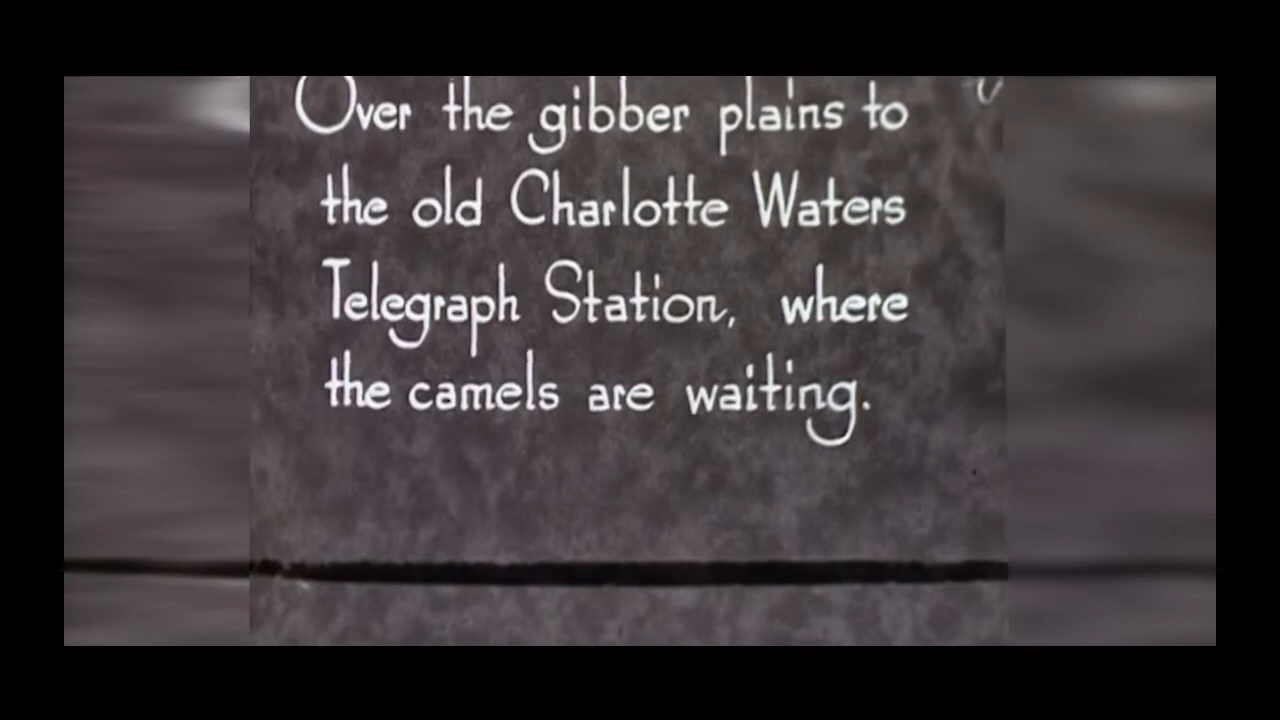 Over the gibber plains to
the old Charlotte Waters
Telegraph Station, where
the camels are waiting.